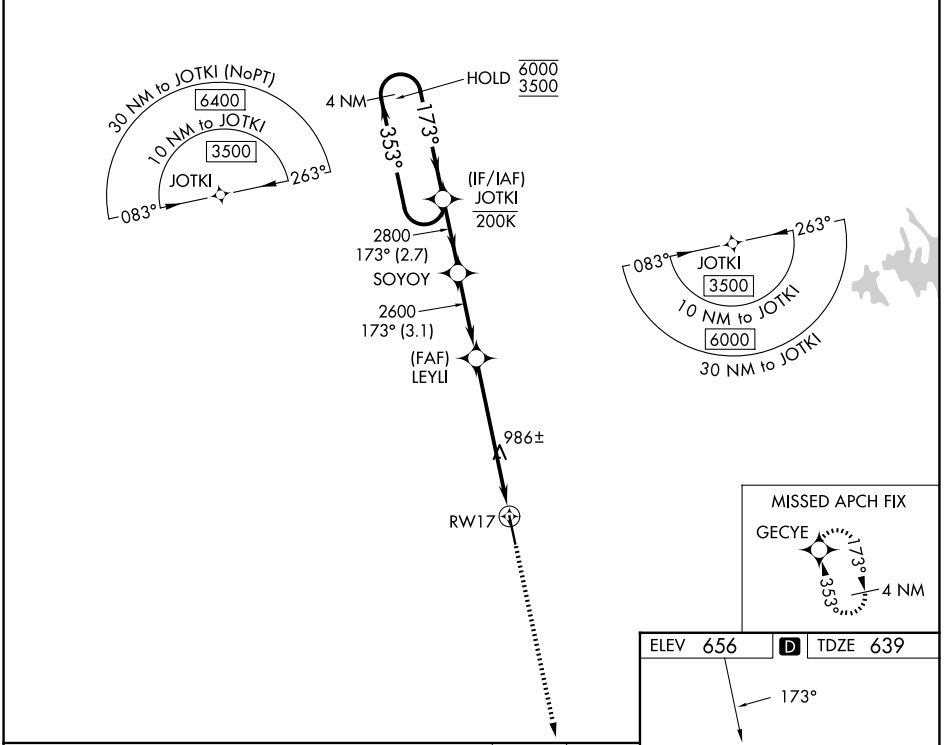 30 NM to JOTKI (NoPT)
6400
10 NM to JOTKI
3500
JOTKI
083°
263°
4 NM
HOLD
6000
3500
173°
353°
(IF/IAF)
JOTKI
200K
2800
173° (2.7)
SOYOY
2600
173° (3.1)
(FAF)
LEYLI
986±
RW17
083°
263°
JOTKI
3500
10 NM to JOTKI
6000
30 NM to JOTKI
MISSED APCH FIX
GECYE
173°
353°
4 NM
ELEV 656 D TDZE 639
173°